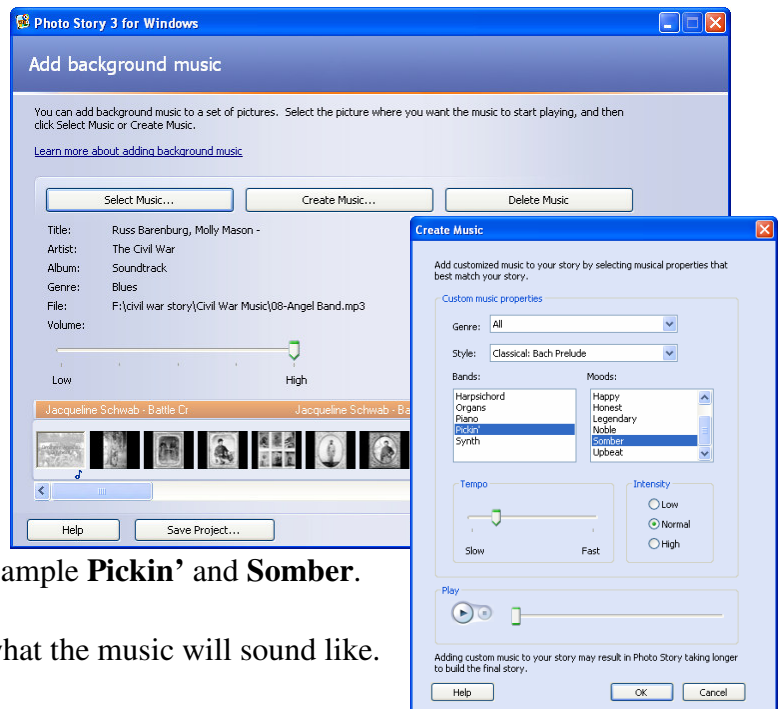 Photo Story 3 for Windows
Add background music
You can add background music to a set of pictures. Select the picture where you want the music to start playing, and then
click Select Music or Create Music.
Learn more about adding background music
Select Music...
Create Music...
Delete Music
Title: Russ Barenburg, Molly Mason -
Artist: The Civil War
Album: Soundtrack
Genre: Blues
File: F:\civil war story\Civil War Music\08-Angel Band.mp3
Volume:
Low High
Jacqueline Schwab - Battle Cr Jacqueline Schwab - Ba
Help
Save Project...
Create Music
Add customized music to your story by selecting musical properties that
best match your story.
Custom music properties
Genre: All
Style: Classical: Bach Prelude
Bands:
Harpsichord
Organs
Piano
Pickin'
Synth
Moods:
Happy
Honest
Legendary
Noble
Somber
Upbeat
Tempo
Slow Fast
Intensity
Low
Normal
High
Play
Adding custom music to your story may result in Photo Story taking longer
to build the final story.
Help
OK
Cancel
ample Pickin’ and Somber.
what the music will sound like.